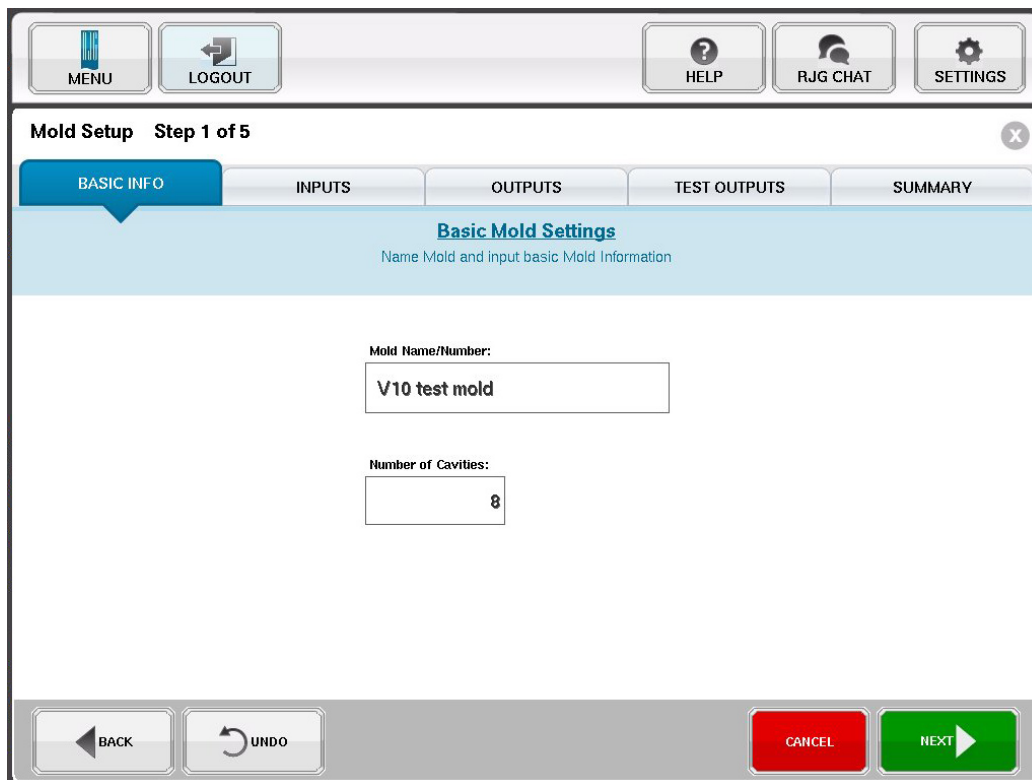 MENU
LOGOUT
HELP
RJG CHAT
SETTINGS
Mold Setup Step 1 of 5
X
BASIC INFO
INPUTS
OUTPUTS
TEST OUTPUTS
SUMMARY
Basic Mold Settings
Name Mold and input basic Mold Information
Mold Name/Number:
V10 test mold
Number of Cavities:
8
BACK
UNDO
CANCEL
NEXT